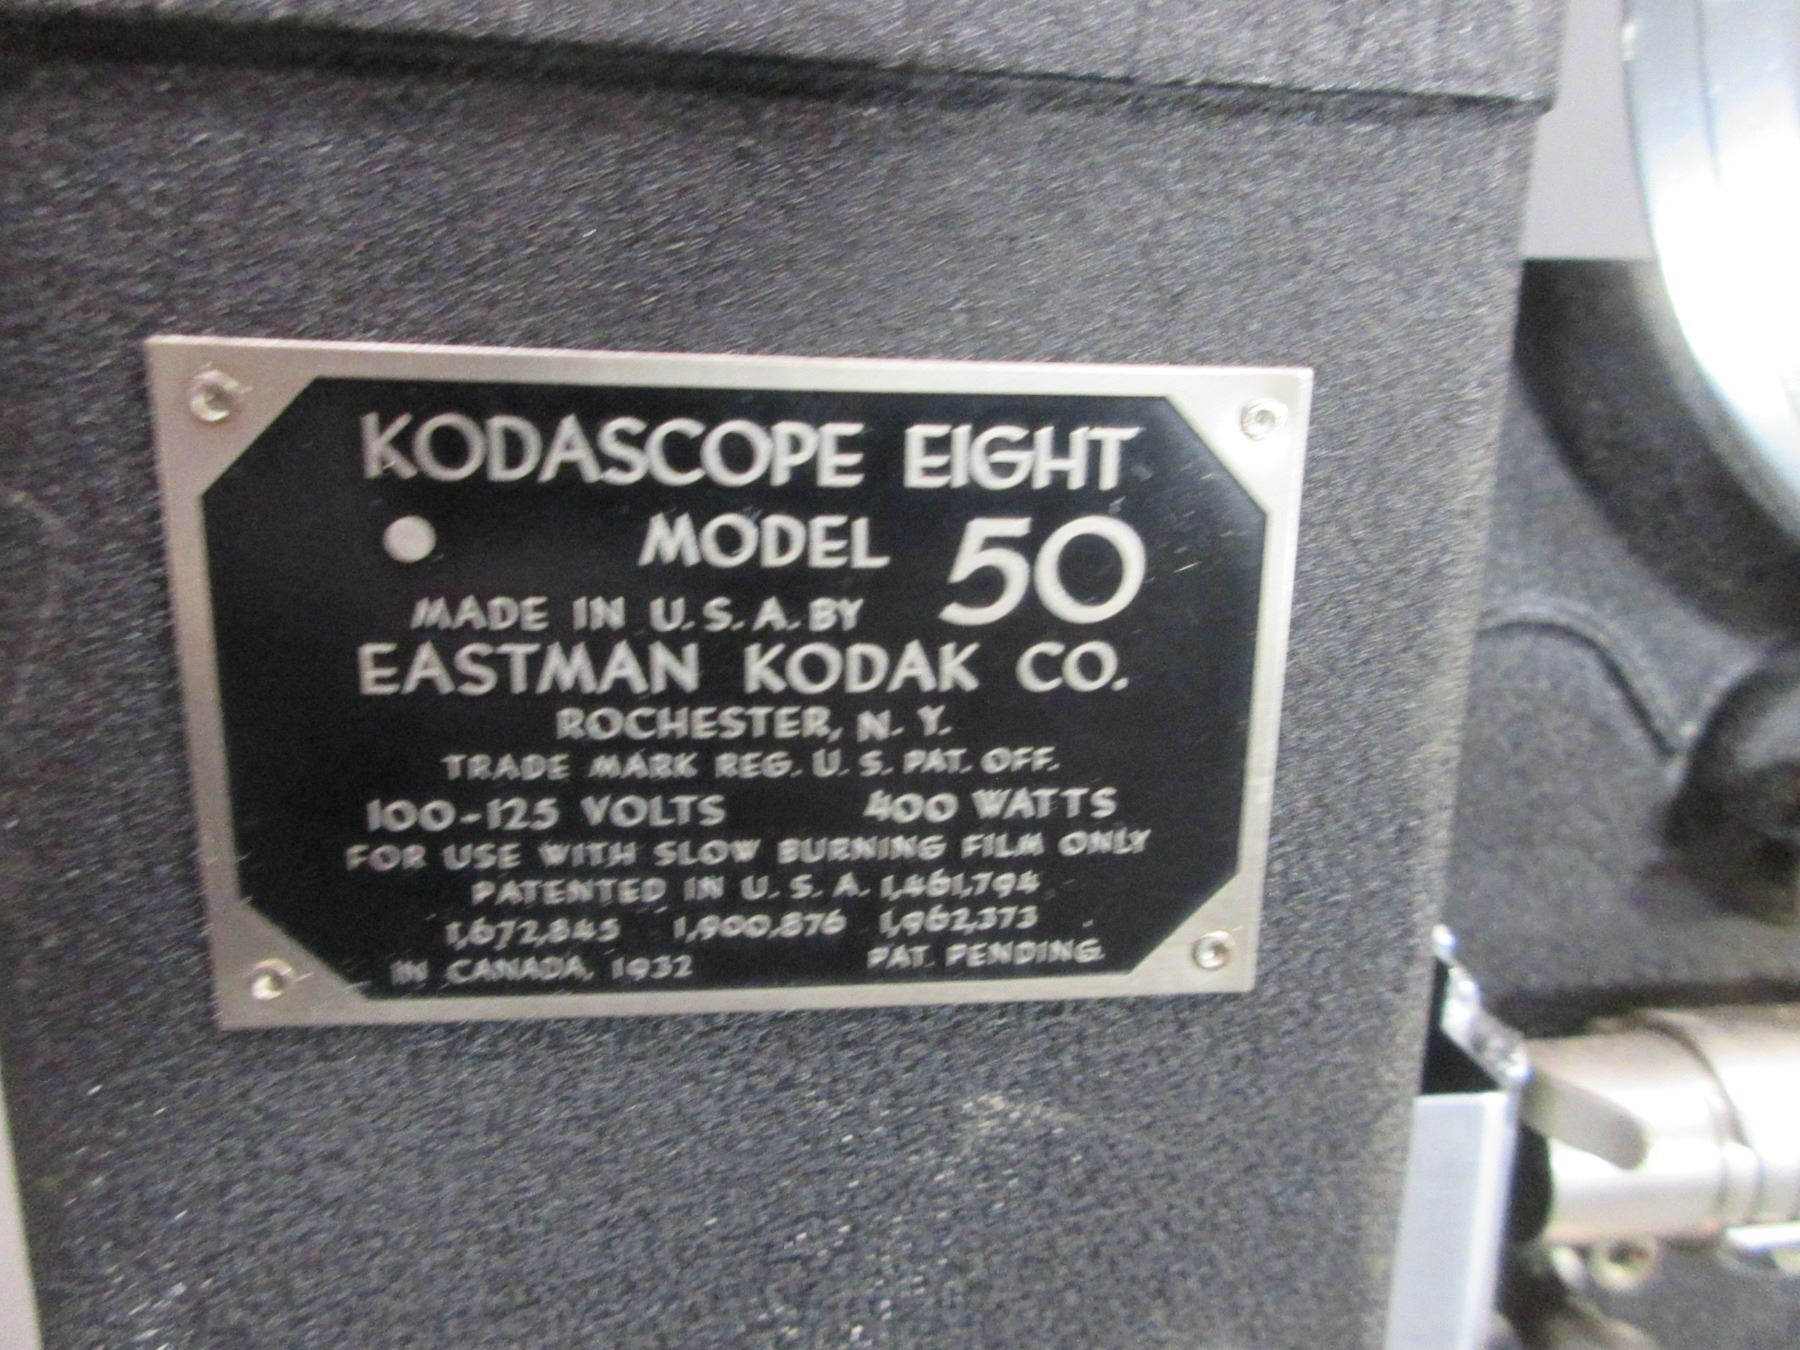 KODASCOPE EIGHT
MODEL 50
MADE IN U.S.A. BY
EASTMAN KODAK CO.
ROCHESTER, N. Y.
TRADE MARK REG. U. S. PAT. OFF.
100-125 VOLTS 400 WATTS
FOR USE WITH SLOW BURNING FILM ONLY
PATENTED IN U. S. A. 1,461,794
1,672,845 1,900,876 1,962,373
IN CANADA, 1932 PAT. PENDING.